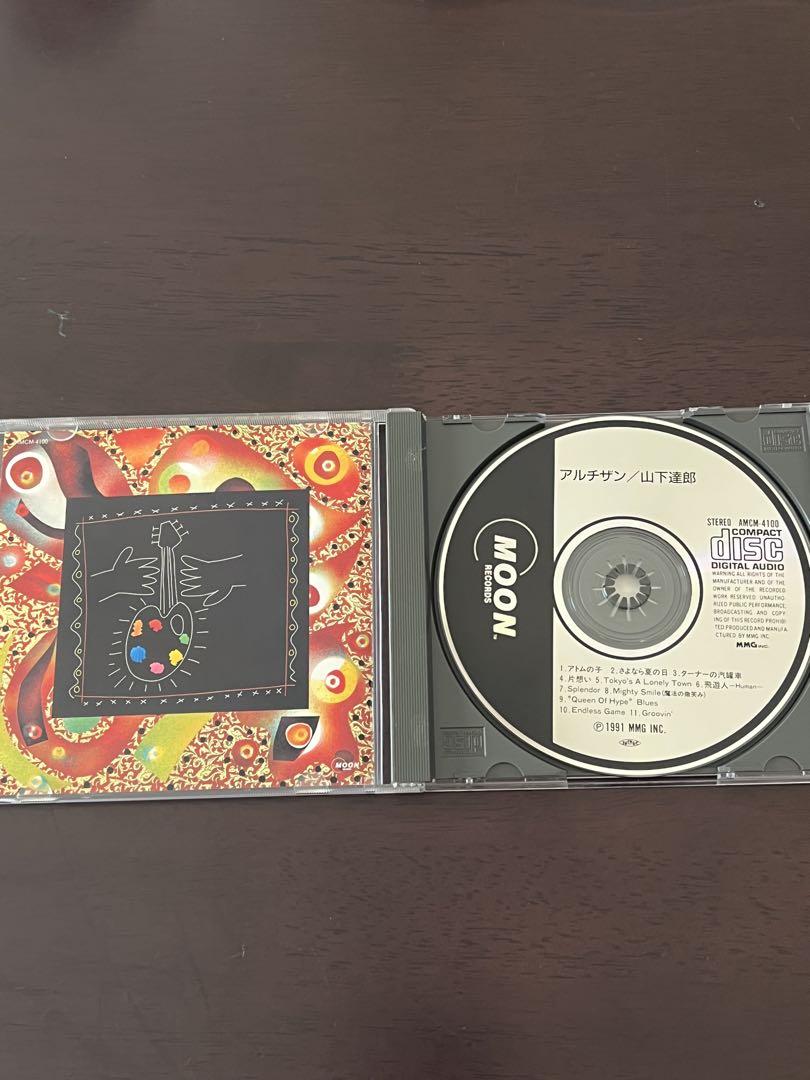 AMCM-4100
MOON
アルチザン／山下達郎
MOON
RECORDS
STEREO AMCM-4100
COMPACT
disc
DIGITAL AUDIO
WARNING: ALL RIGHTS OF THE
MANUFACTURER AND OF THE
OWNER OF THE RECORDED
WORK RESERVED. UNAUTHO-
RIZED PUBLIC PERFORMANCE,
BROADCASTING AND COPY-
ING OF THIS RECORD PROHIBI-
TED. PRODUCED AND MANUFA-
CTURED BY MMG INC.
MMG INC.
1. アトムの子 2. さよなら夏の日 3. ターナーの汽罐車
4. 片想い 5. Tokyo's A Lonely Town 6. 飛遊人—Human—
7. Splendor 8. Mighty Smile(魔法の微笑み)
9. "Queen Of Hype" Blues
10. Endless Game 11. Groovin'
Ⓟ 1991 MMG INC.